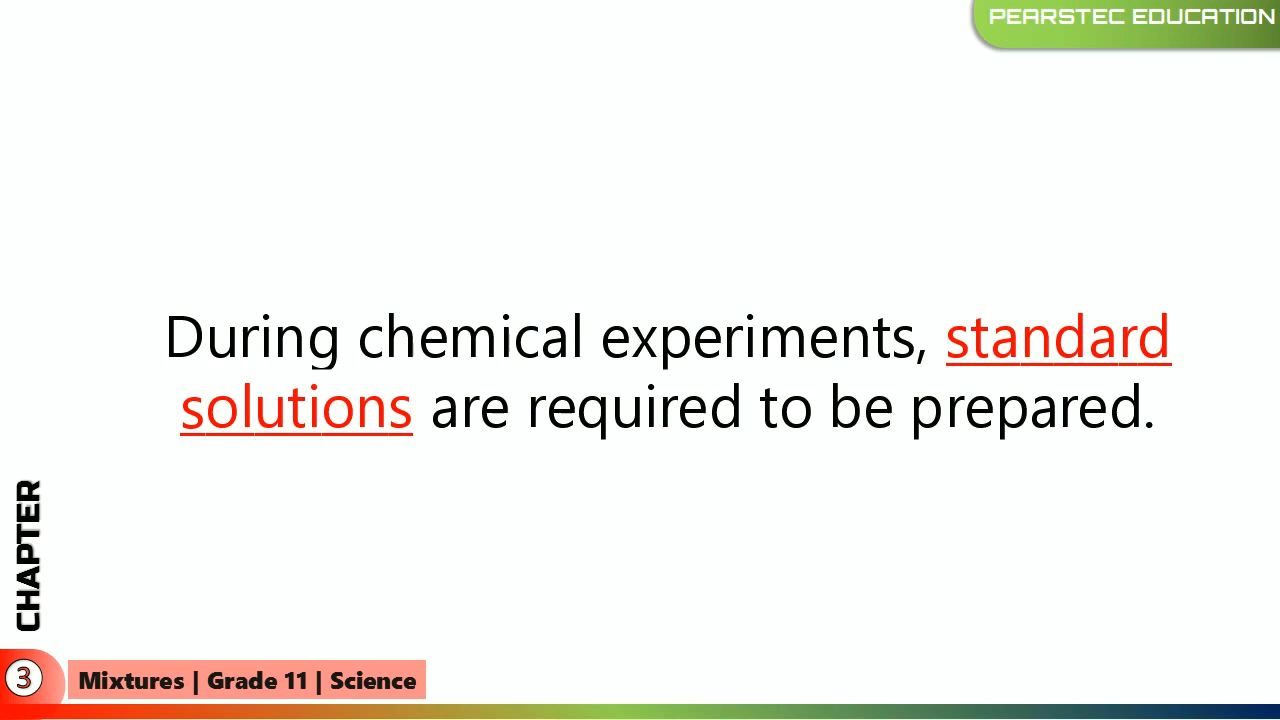 PEARSTEC EDUCATION
During chemical experiments, standard
solutions are required to be prepared.
CHAPTER
3
Mixtures | Grade 11 | Science